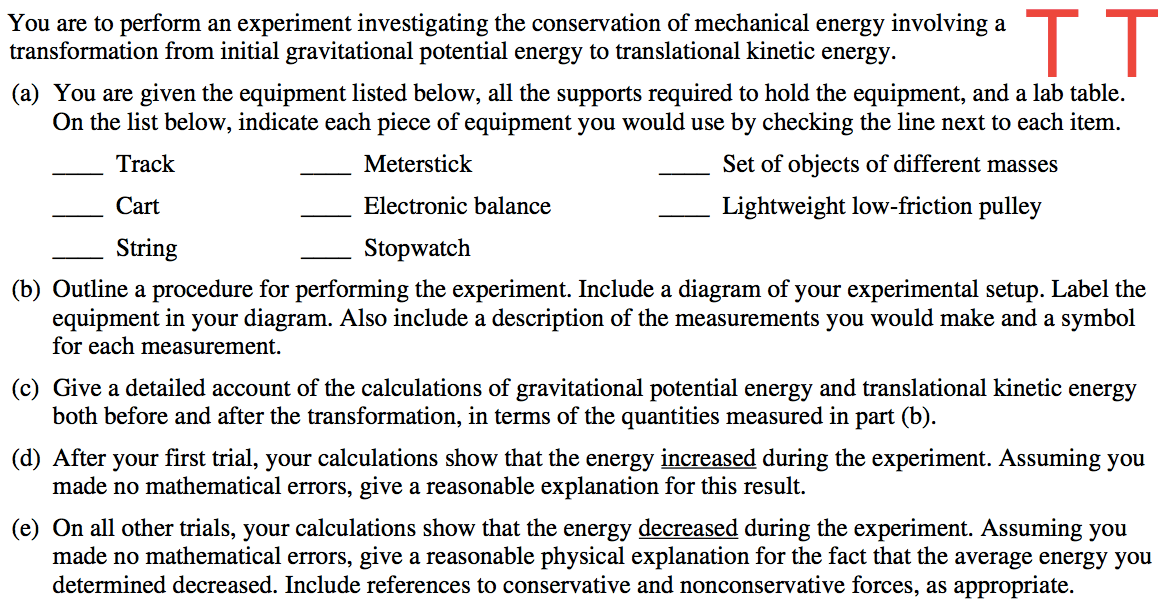 You are to perform an experiment investigating the conservation of mechanical energy involving a
transformation from initial gravitational potential energy to translational kinetic energy.
T T
(a) You are given the equipment listed below, all the supports required to hold the equipment, and a lab table.
On the list below, indicate each piece of equipment you would use by checking the line next to each item.
____ Track ____ Meterstick ____ Set of objects of different masses
____ Cart ____ Electronic balance ____ Lightweight low-friction pulley
____ String ____ Stopwatch
(b) Outline a procedure for performing the experiment. Include a diagram of your experimental setup. Label the
equipment in your diagram. Also include a description of the measurements you would make and a symbol
for each measurement.
(c) Give a detailed account of the calculations of gravitational potential energy and translational kinetic energy
both before and after the transformation, in terms of the quantities measured in part (b).
(d) After your first trial, your calculations show that the energy increased during the experiment. Assuming you
made no mathematical errors, give a reasonable explanation for this result.
(e) On all other trials, your calculations show that the energy decreased during the experiment. Assuming you
made no mathematical errors, give a reasonable physical explanation for the fact that the average energy you
determined decreased. Include references to conservative and nonconservative forces, as appropriate.